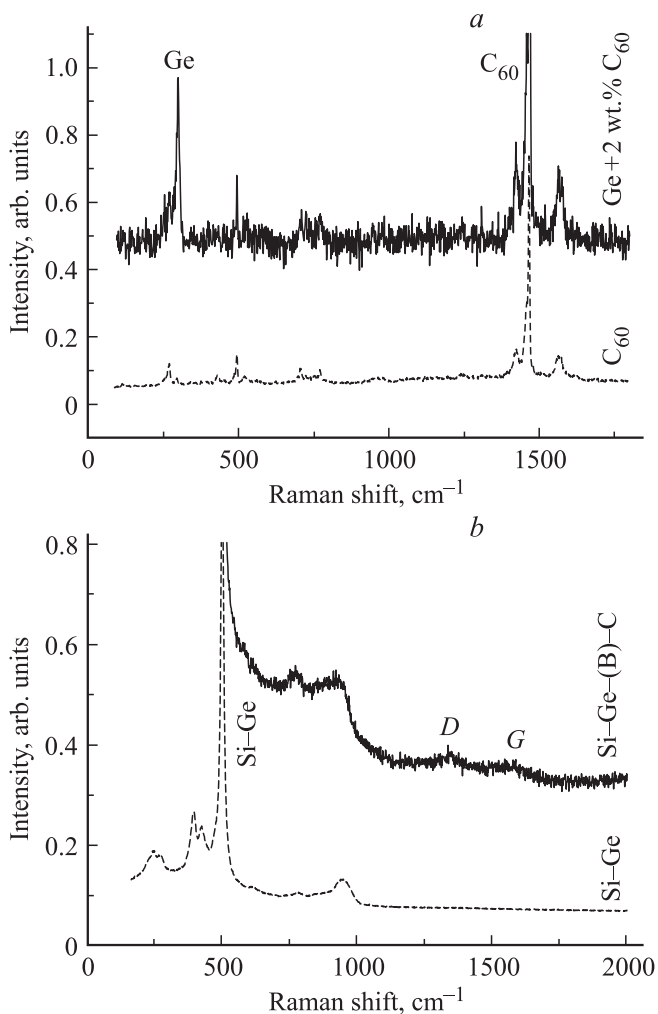 a
Ge
C60
Ge+2 wt.% C60
C60
Intensity, arb. units
1.0
0.8
0.6
0.4
0.2
0
0
500
1000
1500
Raman shift, cm–1
b
Intensity, arb. units
0.8
0.6
0.4
0.2
0
Si–Ge
D
G
Si–Ge–(B)–C
Si–Ge
0
500
1000
1500
2000
Raman shift, cm–1